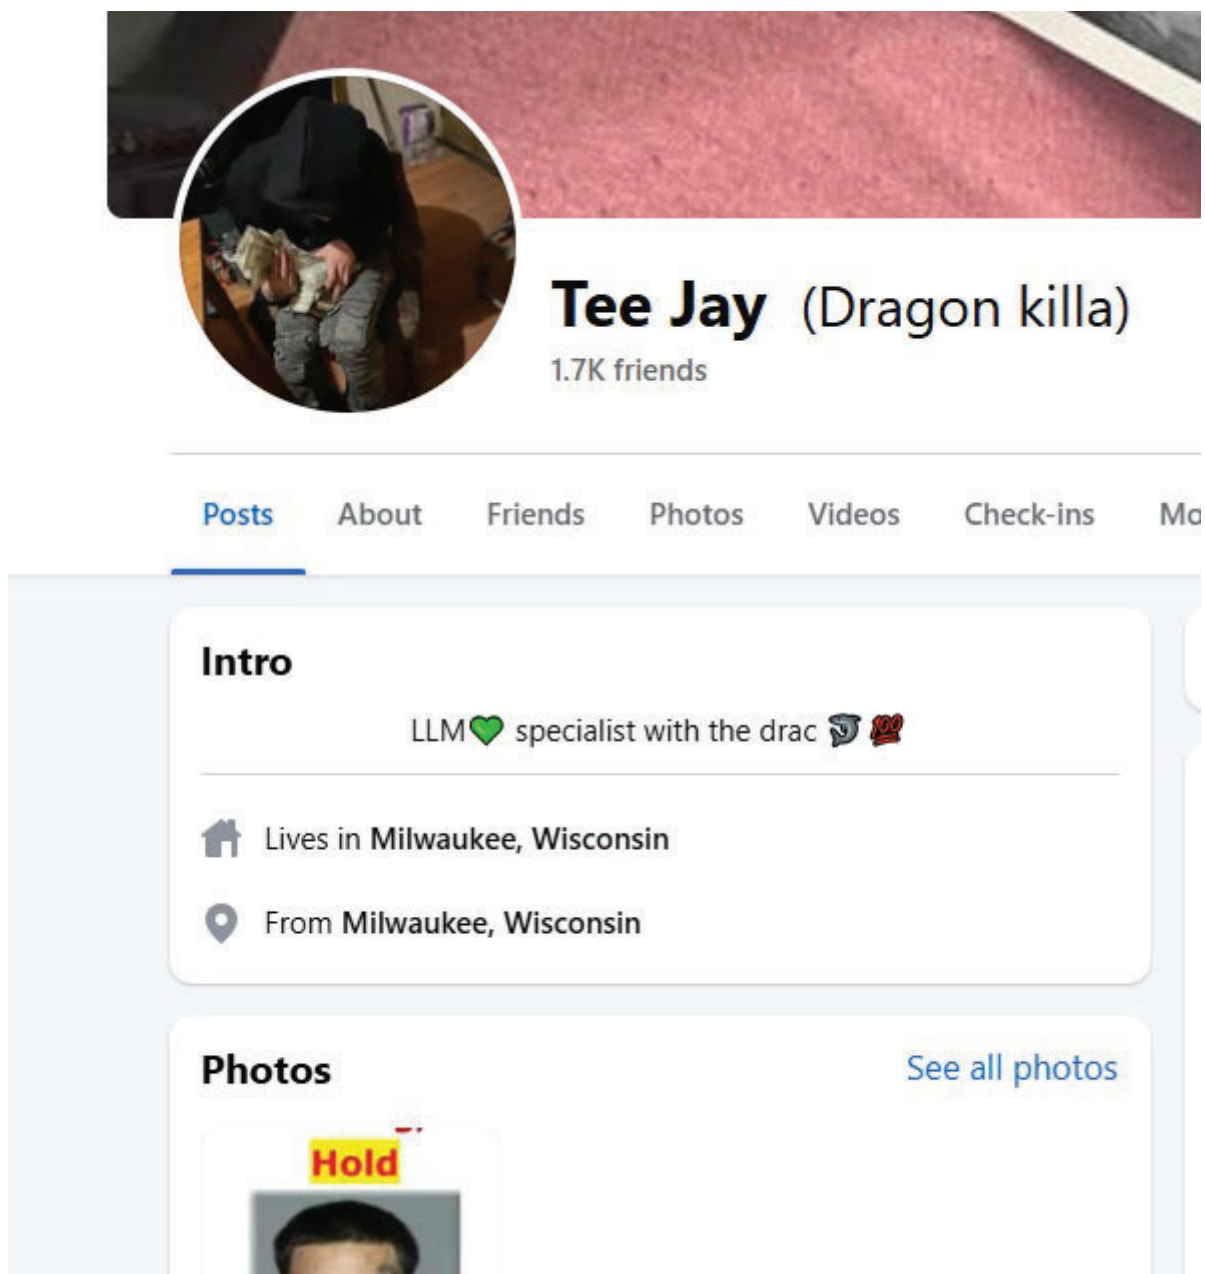 Tee Jay (Dragon killa)
1.7K friends
Posts About Friends Photos Videos Check-ins Mo
Intro
LLM💚 specialist with the drac 🌪️ 💯
Lives in Milwaukee, Wisconsin
From Milwaukee, Wisconsin
Photos See all photos
Hold